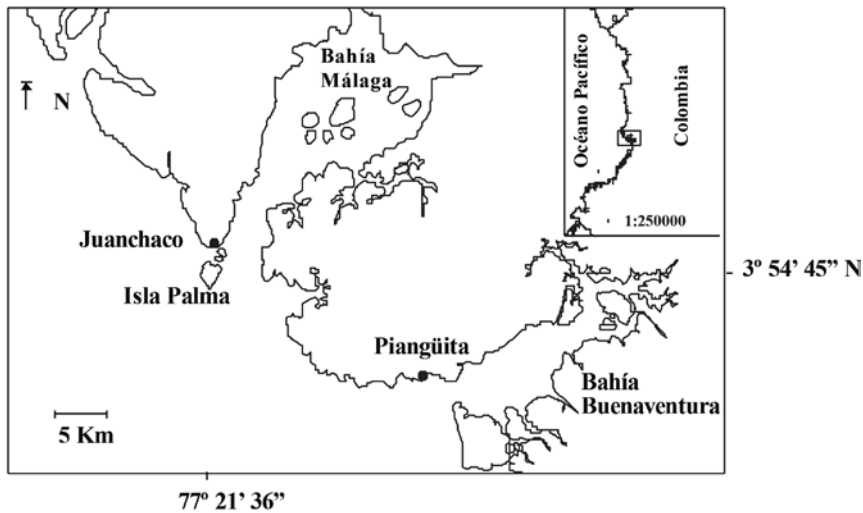 Bahía
Málaga
N
Océano Pacífico
Colombia
1:250000
Juanchaco
Isla Palma
3º 54’ 45” N
Piangüita
Bahía
Buenaventura
5 Km
77º 21’ 36”